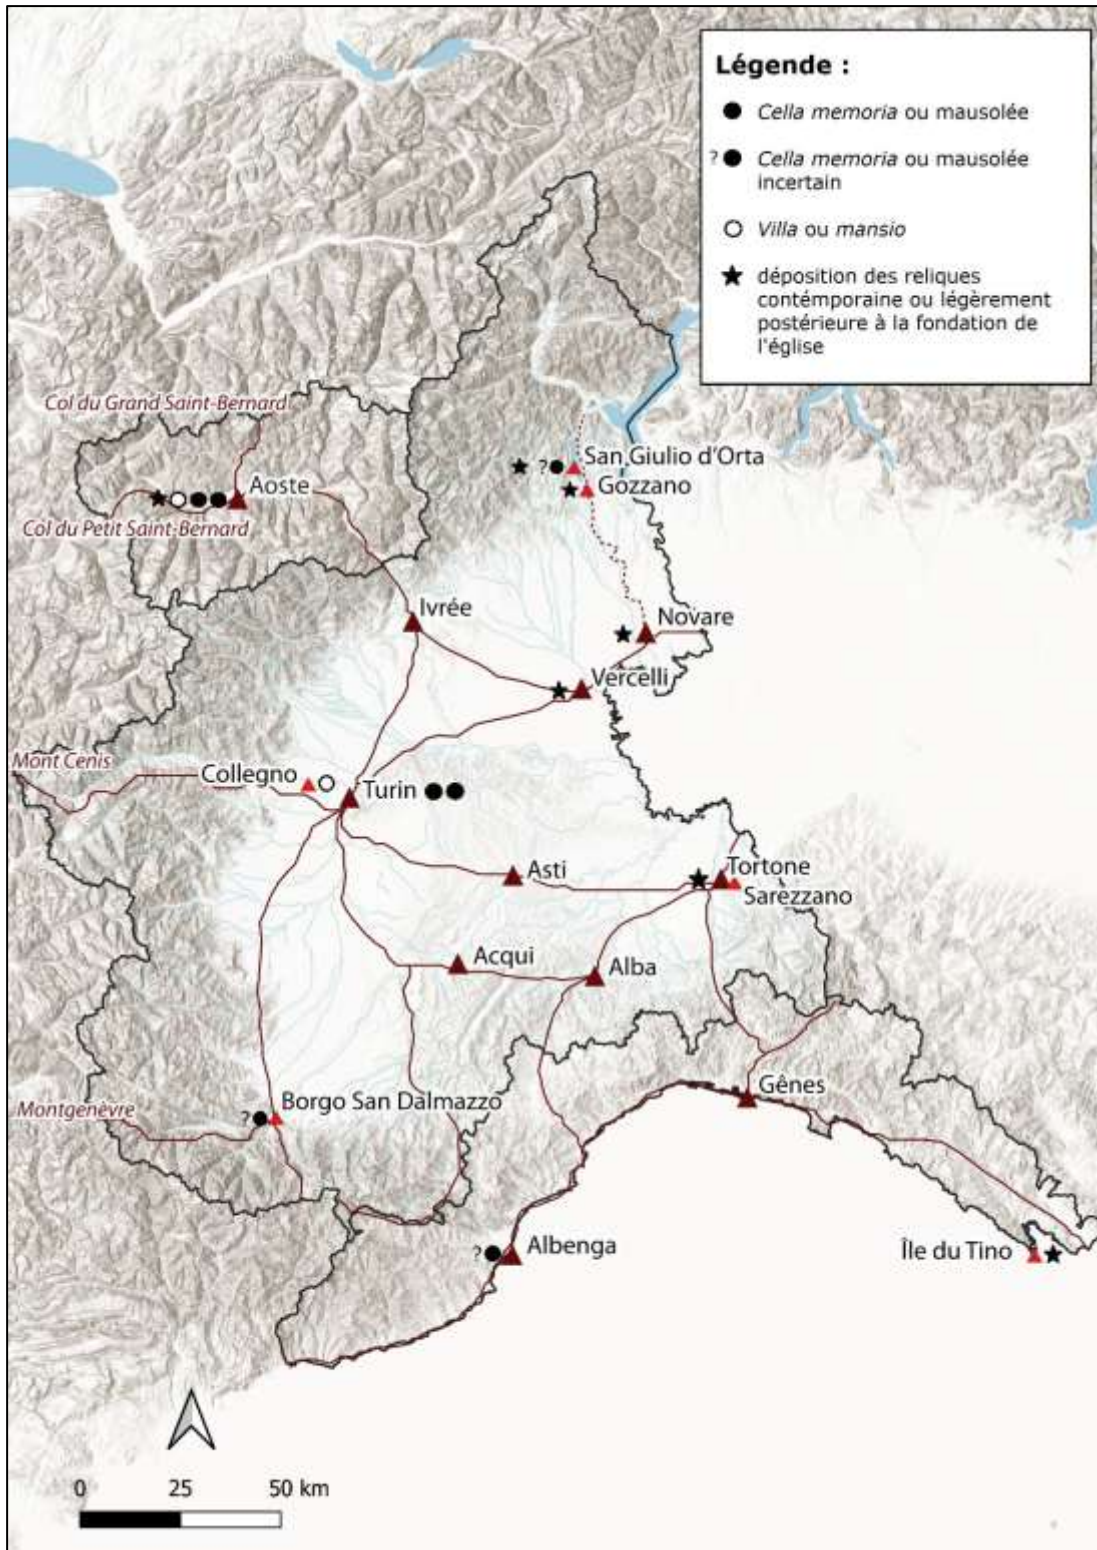 Légende :
Cella memoria ou mausolée
? Cella memoria ou mausolée
incertain
Villa ou mansio
déposition des reliques
contémporaine ou légèrement
postérieure à la fondation de
l'église
Col du Grand Saint-Bernard
? San Giulio d'Orta
Gozzano
Aoste
Col du Petit Saint-Bernard
Ivrée
Novare
Vercelli
Mont Cenis
Collegno
Turin
Asti
Tortone
Sarezzano
Acqui
Alba
Gênes
Montgenèvre
? Borgo San Dalmazzo
? Albenga
Île du Tino
0 25 50 km